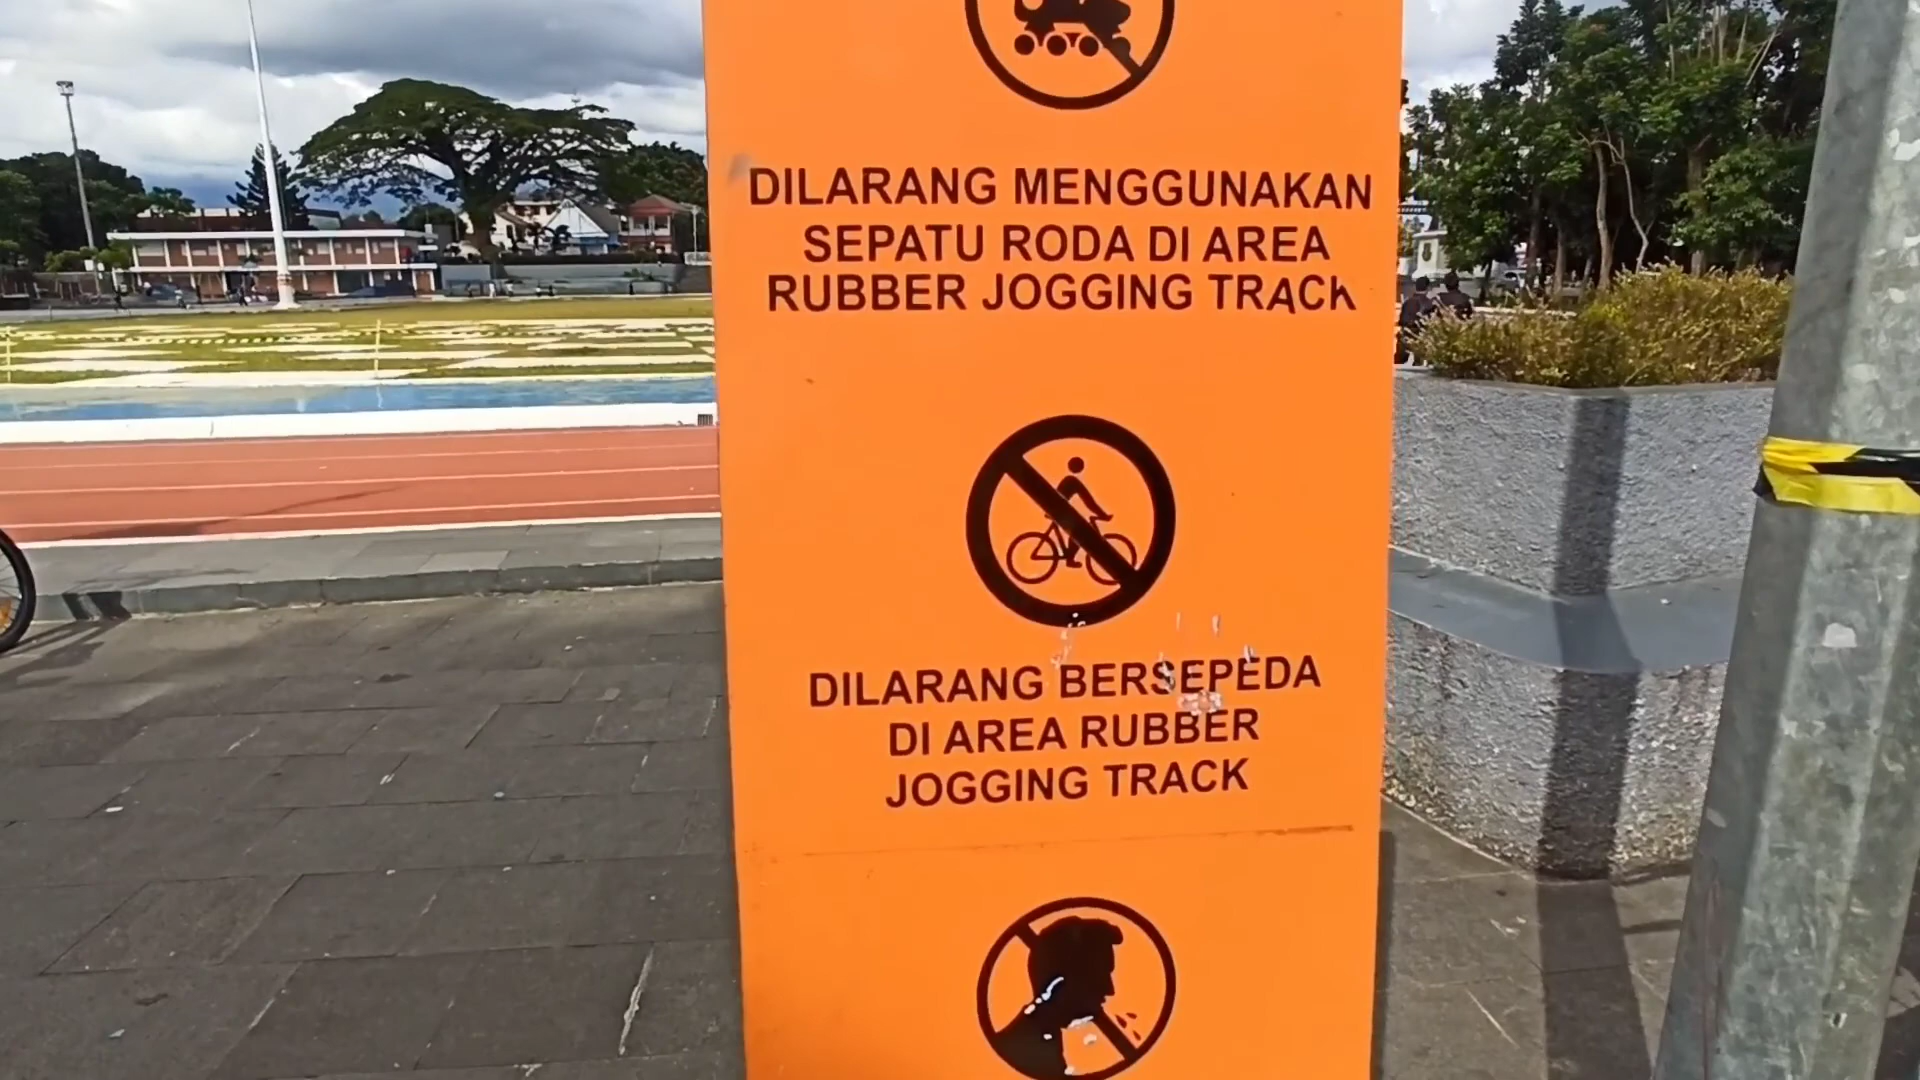 DILARANG MENGGUNAKAN
SEPATU RODA DI AREA
RUBBER JOGGING TRACK
DILARANG BERSEPEDA
DI AREA RUBBER
JOGGING TRACK